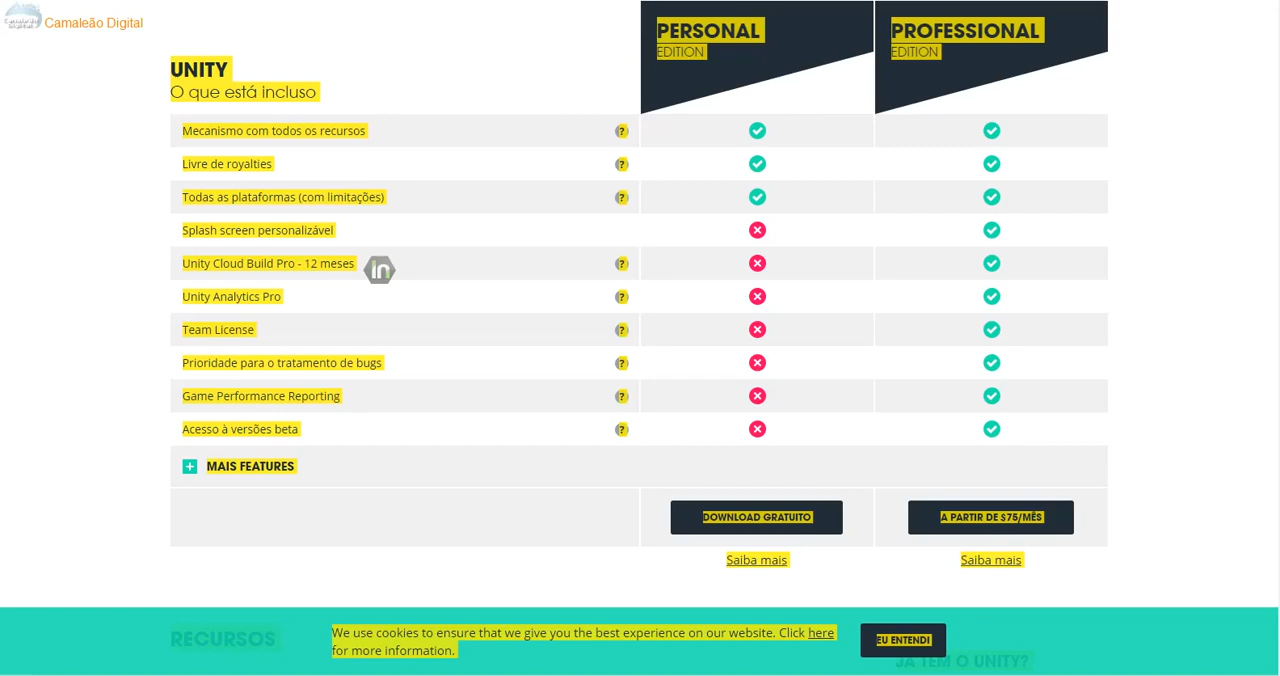 Camaleão Digital
Camaleão Digital
PERSONAL
EDITION
PROFESSIONAL
EDITION
UNITY
O que está incluso
Mecanismo com todos os recursos ?
Livre de royalties ?
Todas as plataformas (com limitações) ?
Splash screen personalizável
Unity Cloud Build Pro - 12 meses ?
in
Unity Analytics Pro ?
Team License ?
Prioridade para o tratamento de bugs ?
Game Performance Reporting ?
Acesso à versões beta ?
MAIS FEATURES
DOWNLOAD GRATUITO
A PARTIR DE $75/MÊS
Saiba mais
Saiba mais
RECURSOS
We use cookies to ensure that we give you the best experience on our website. Click here
for more information.
EU ENTENDI
JÁ TEM O UNITY?